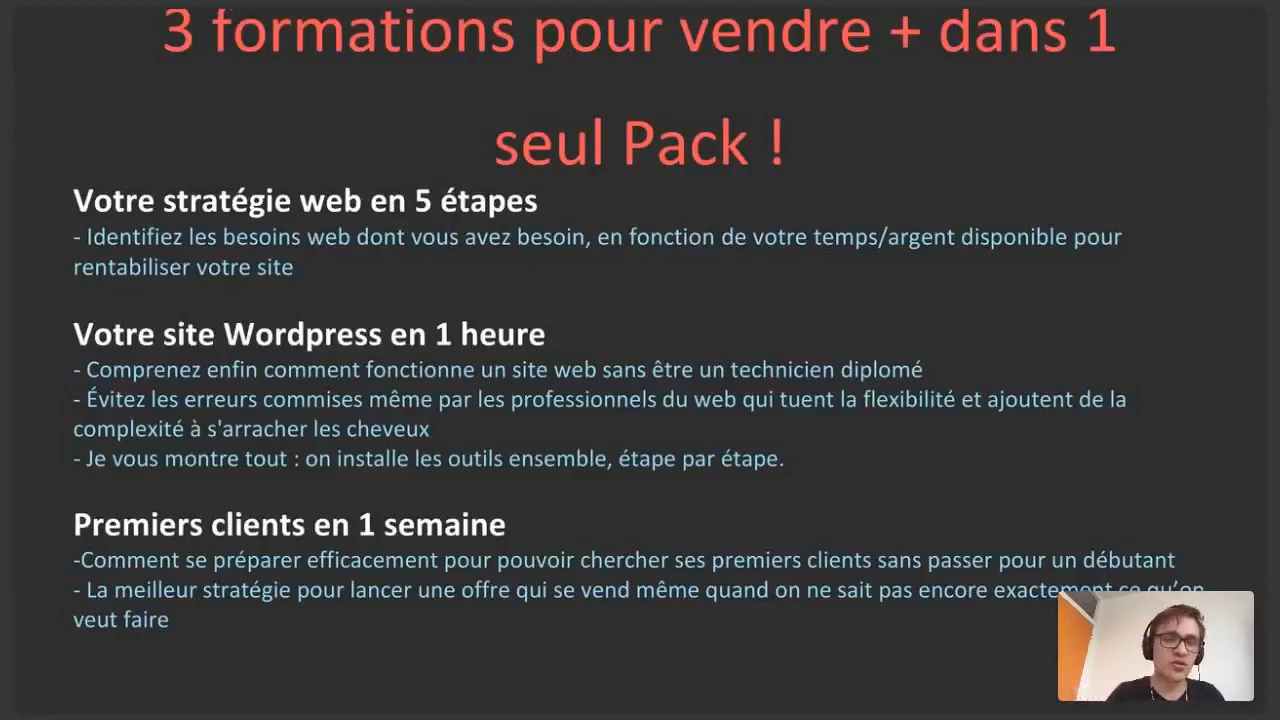 3 formations pour vendre + dans 1
seul Pack !
Votre stratégie web en 5 étapes
- Identifiez les besoins web dont vous avez besoin, en fonction de votre temps/argent disponible pour
rentabiliser votre site
Votre site Wordpress en 1 heure
- Comprenez enfin comment fonctionne un site web sans être un technicien diplomé
- Évitez les erreurs commises même par les professionnels du web qui tuent la flexibilité et ajoutent de la
complexité à s'arracher les cheveux
- Je vous montre tout : on installe les outils ensemble, étape par étape.
Premiers clients en 1 semaine
-Comment se préparer efficacement pour pouvoir chercher ses premiers clients sans passer pour un débutant
- La meilleur stratégie pour lancer une offre qui se vend même quand on ne sait pas encore exactement ce qu’on
veut faire